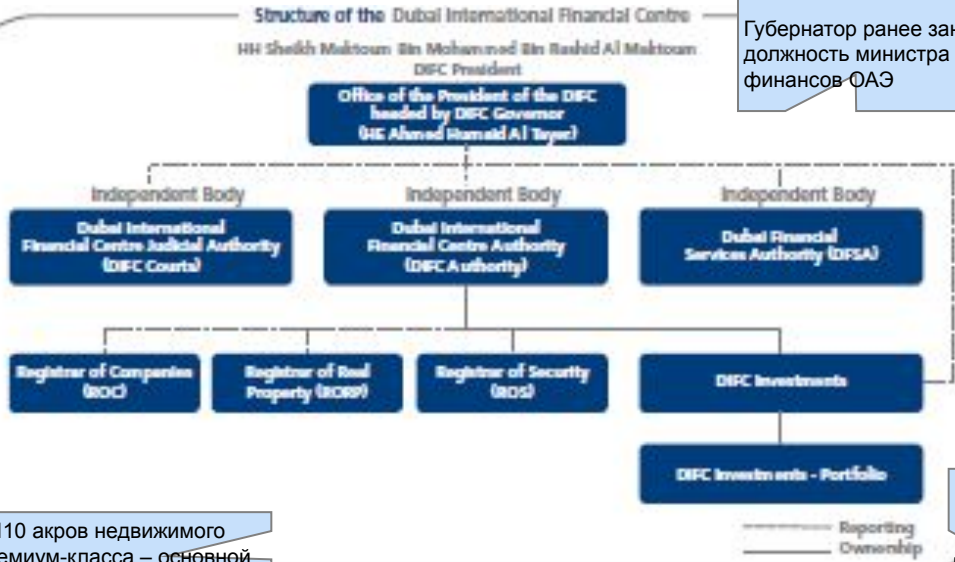 Structure of the Dubai International Financial Centre
HH Sheikh Maktoum Bin Mohammed Bin Rashid Al Maktoum
DIFC President
Office of the President of the DIFC
headed by DIFC Governor
(HE Ahmed Humaid Al Tayer)
Губернатор ранее
должность министра
финансов ОАЭ
Independent Body
Independent Body
Independent Body
Dubai International
Financial Centre Judicial Authority
(DIFC Courts)
Dubai International
Financial Centre Authority
(DIFC Authority)
Dubai Financial
Services Authority (DFSA)
Registrar of Companies
(ROC)
Registrar of Real
Property (RORP)
Registrar of Security
(ROS)
DIFC Investments
DIFC Investments - Portfolio
110 акров недвижимого
основной
Reporting
Ownership